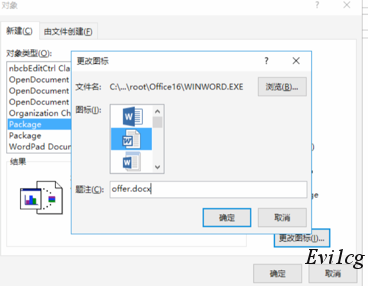 对象
新建(C)
由文件创建(F)
对象类型(O):
nbcbEditCtrl Cla
OpenDocument
OpenDocument
OpenDocument
Organization Ch
Package
Package
WordPad Docum
结果
更改图标
文件名:
C:\...\root\Office16\WINWORD.EXE
浏览(B)...
图标(I):
题注(C):
offer.docx
确定
取消
)
age
更改图标(I)...
Evi1cg
确定
取消